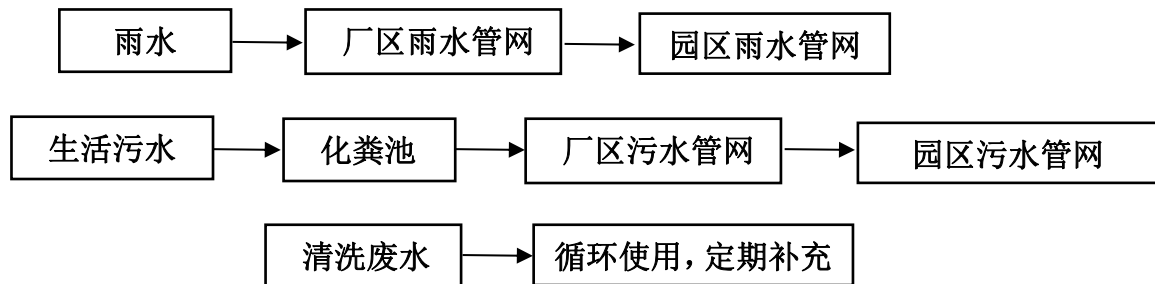 雨水 厂区雨水管网 园区雨水管网
生活污水 化粪池 厂区污水管网 园区污水管网
清洗废水 循环使用，定期补充